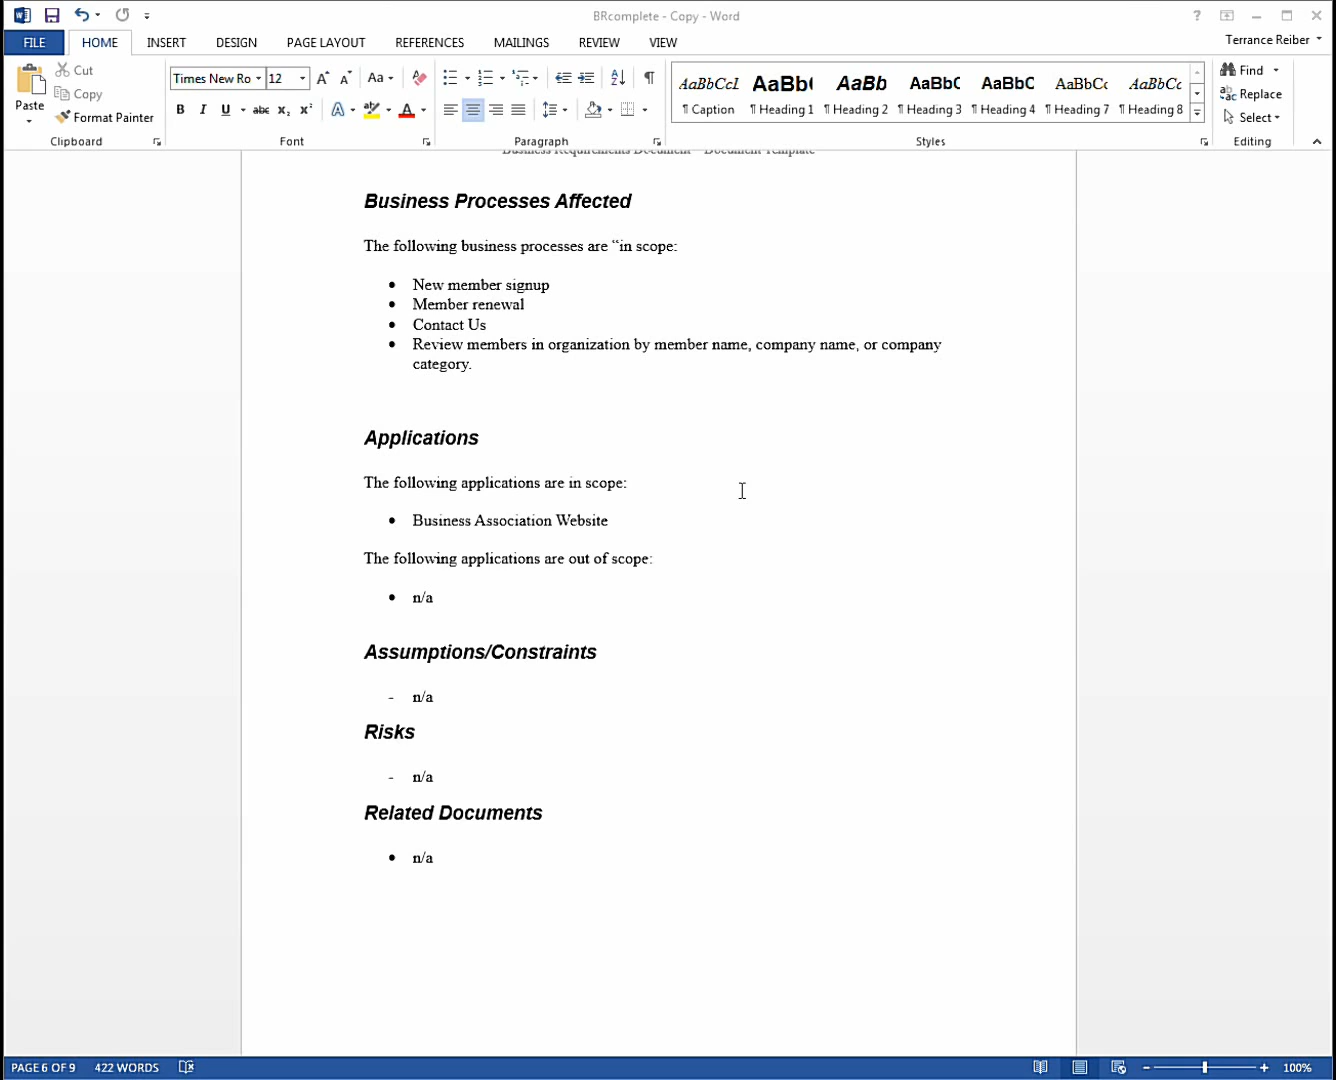 BRcomplete - Copy - Word
FILE HOME INSERT DESIGN PAGE LAYOUT REFERENCES MAILINGS REVIEW VIEW
Terrance Reiber
Paste
Cut
Copy
Format Painter
Clipboard
Times New Ro 12
Font
Paragraph
AaBbCcI AaBb( AaBb AaBbC AaBbC AaBbCc AaBbCc
¶ Caption ¶ Heading 1 ¶ Heading 2 ¶ Heading 3 ¶ Heading 4 ¶ Heading 7 ¶ Heading 8
Styles
Find
Replace
Select
Editing
Business Requirements Document Document Template
Business Processes Affected
The following business processes are “in scope:
• New member signup
• Member renewal
• Contact Us
• Review members in organization by member name, company name, or company
category.
Applications
The following applications are in scope:
• Business Association Website
The following applications are out of scope:
• n/a
Assumptions/Constraints
- n/a
Risks
- n/a
Related Documents
• n/a
PAGE 6 OF 9 422 WORDS
100%